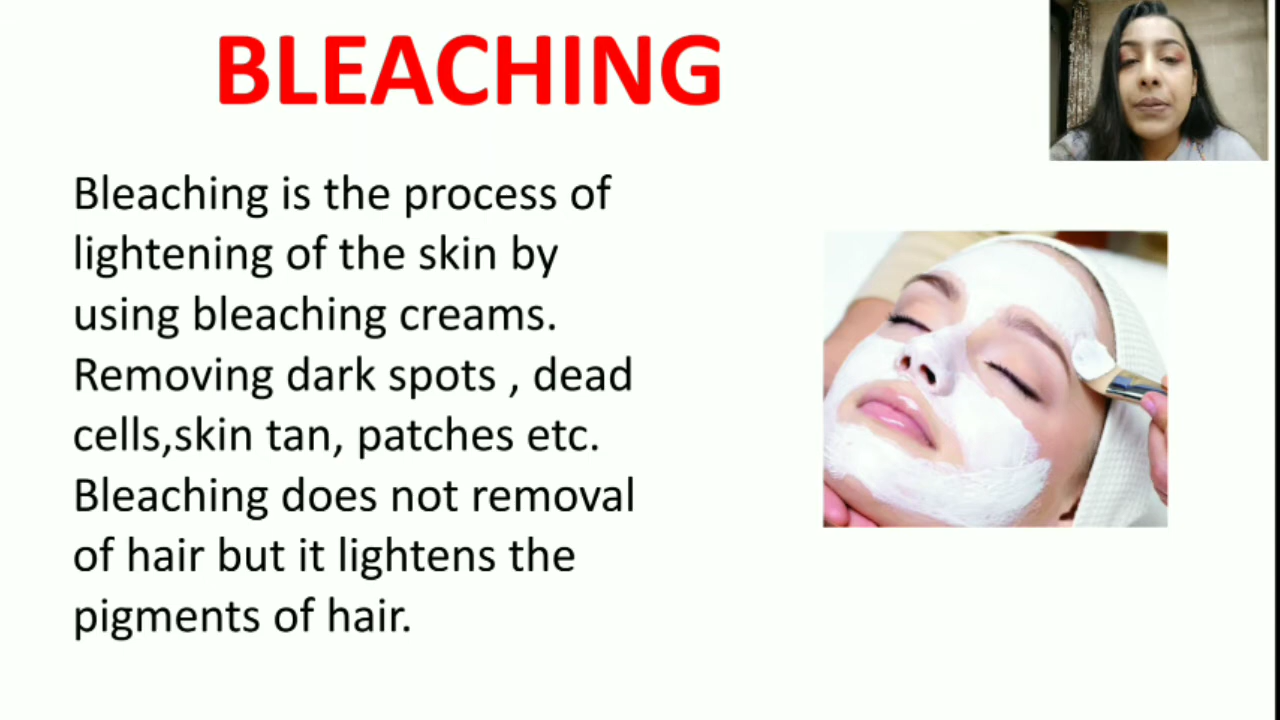 BLEACHING
Bleaching is the process of
lightening of the skin by
using bleaching creams.
Removing dark spots , dead
cells,skin tan, patches etc.
Bleaching does not removal
of hair but it lightens the
pigments of hair.